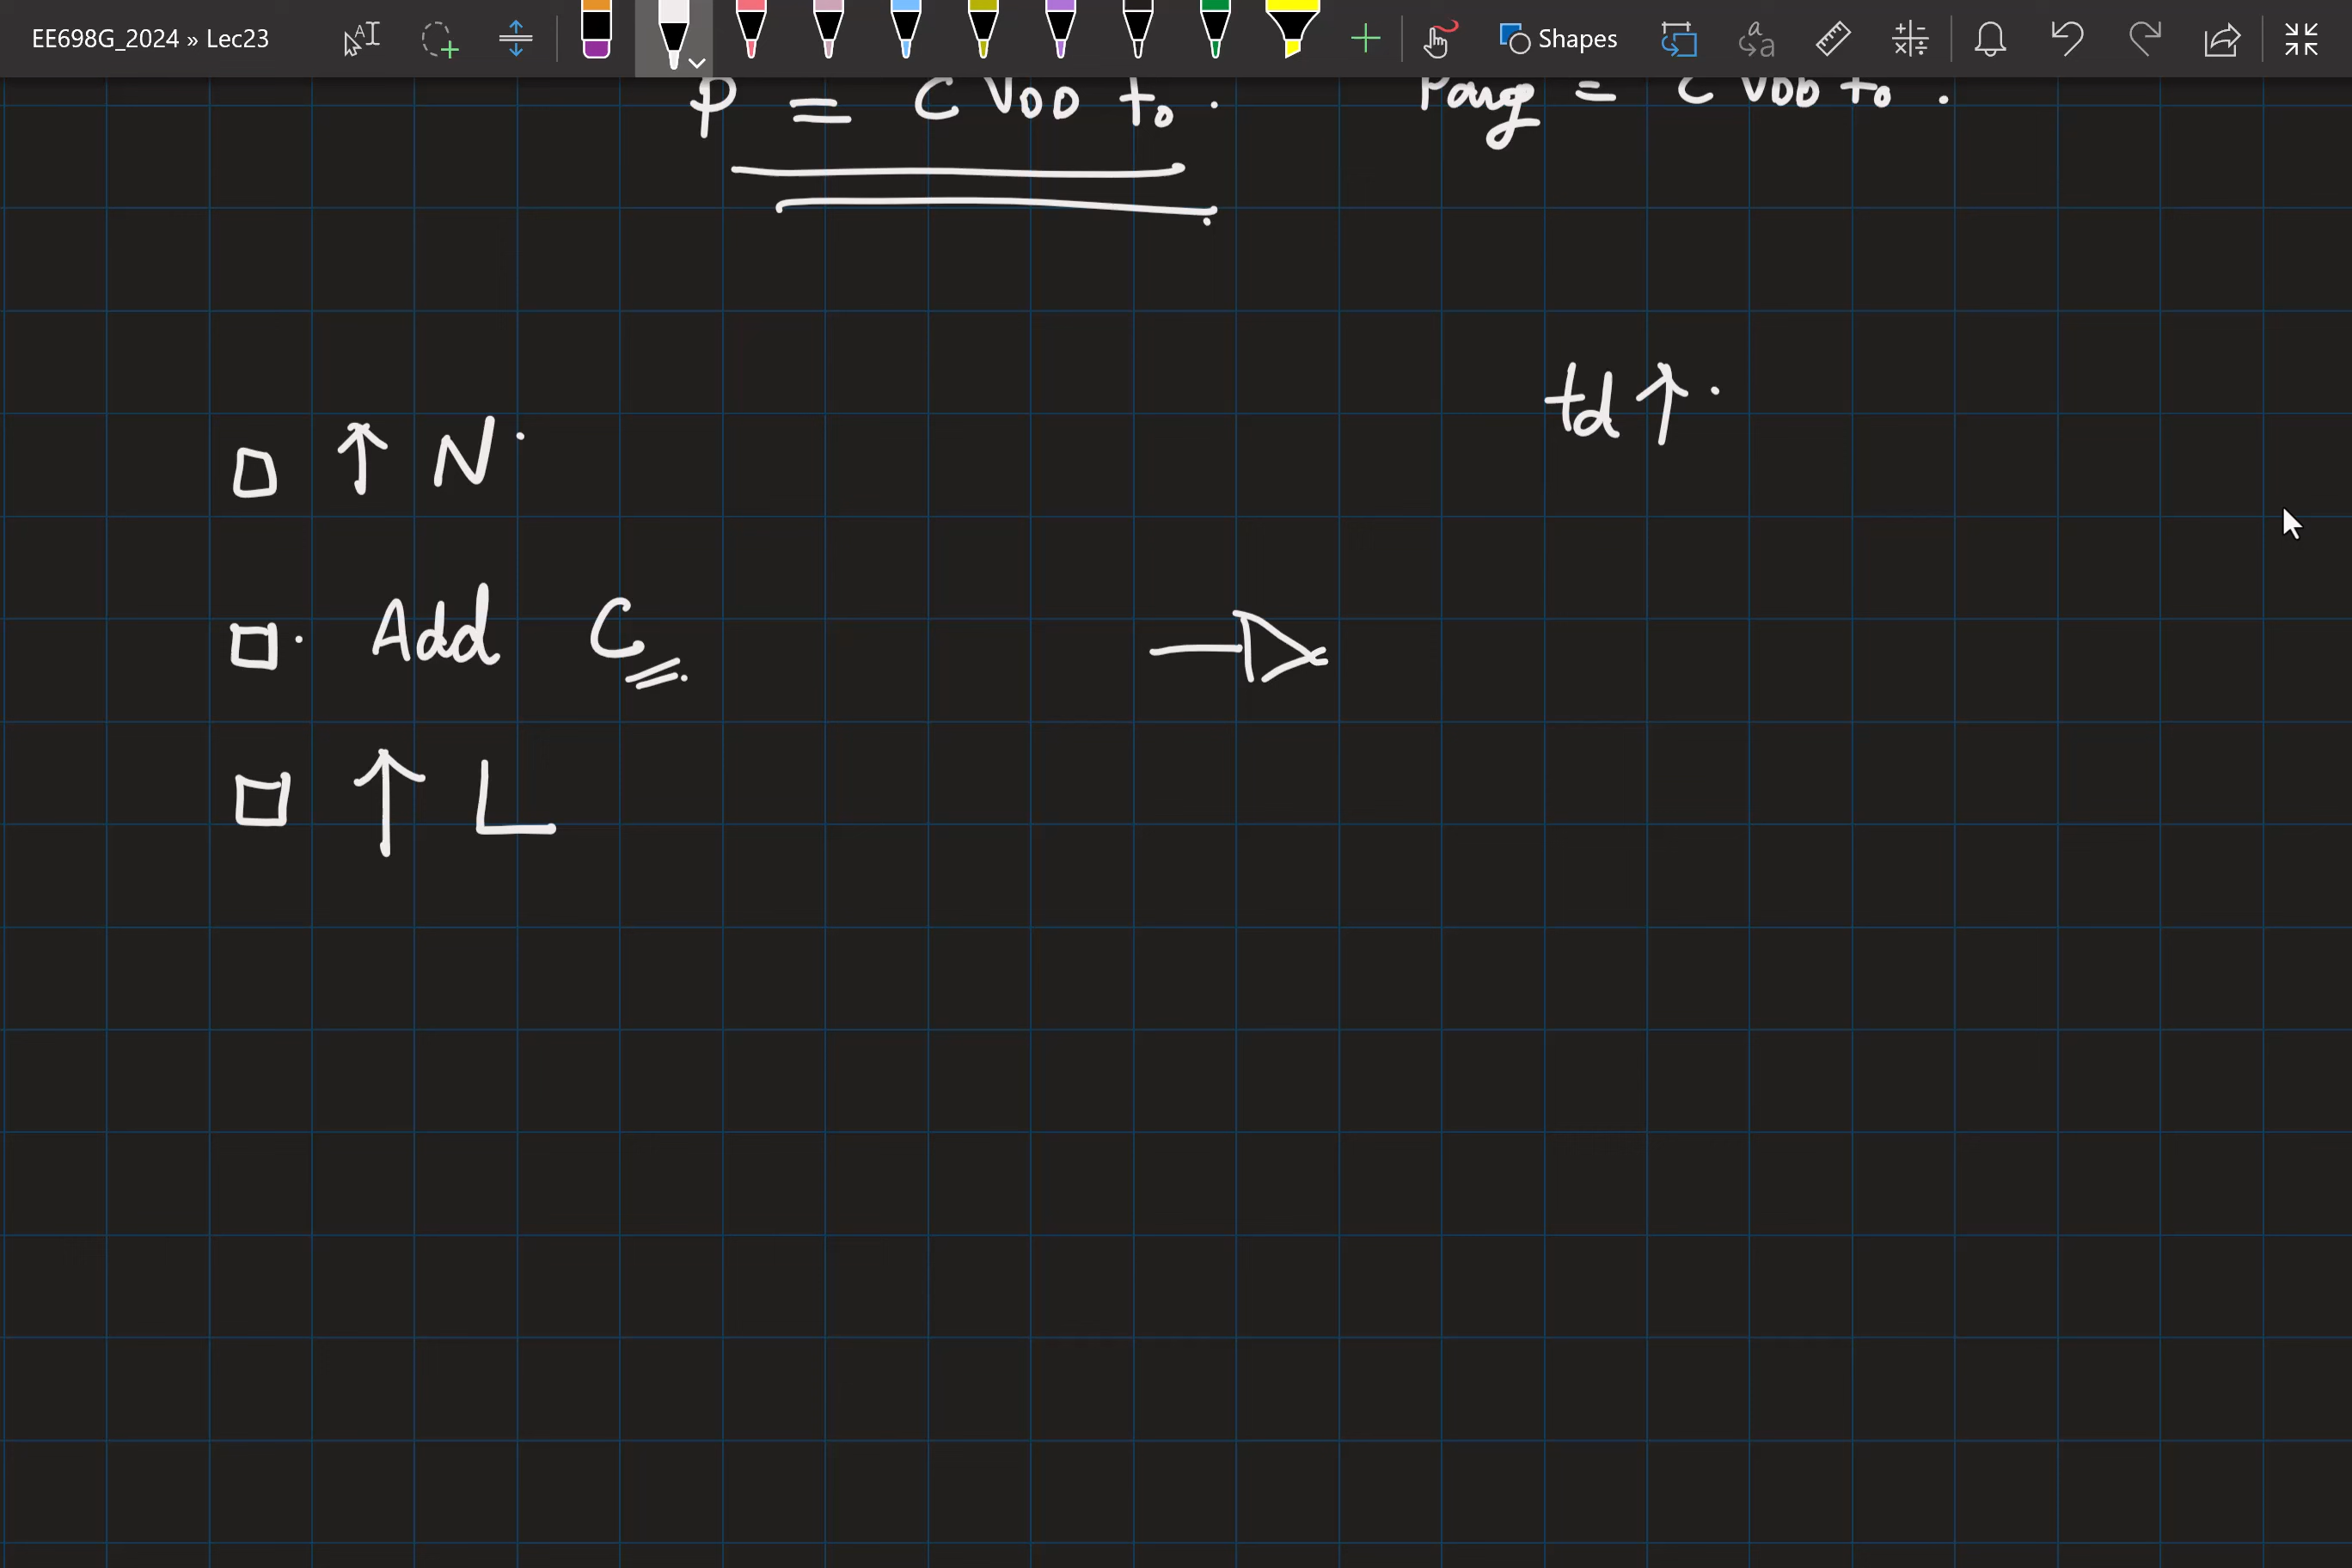 EE698G_2024 » Lec23 Shapes
P = C VDD fo. Pavg = C VDD fo.
td ↑.
□ ↑ N.
□. Add C
□ ↑ L